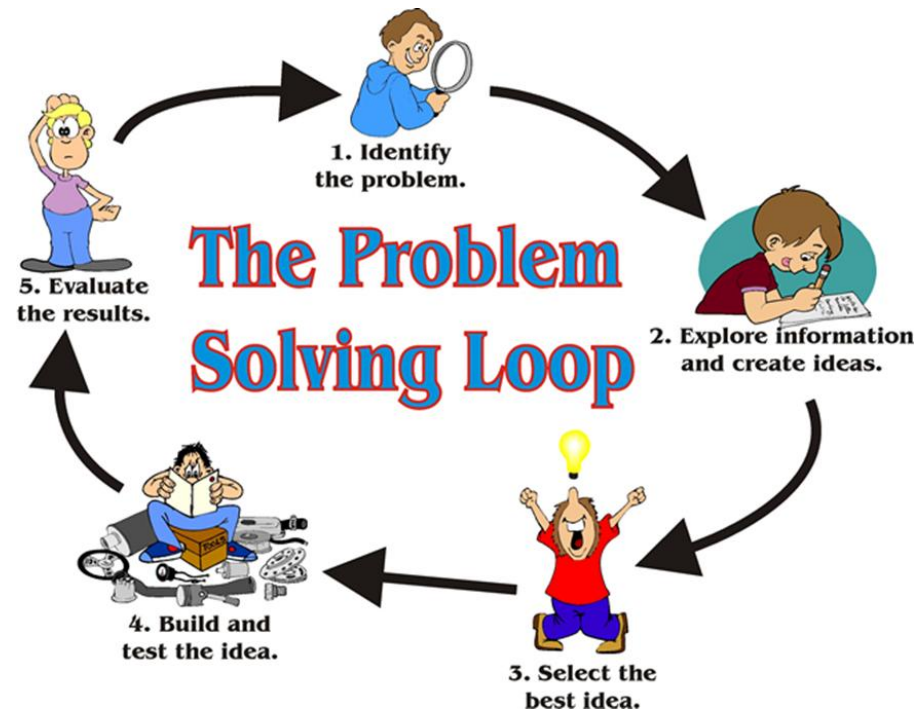 The Problem
Solving Loop
1. Identify
the problem.
2. Explore information
and create ideas.
3. Select the
best idea.
4. Build and
test the idea.
5. Evaluate
the results.
TOOLS